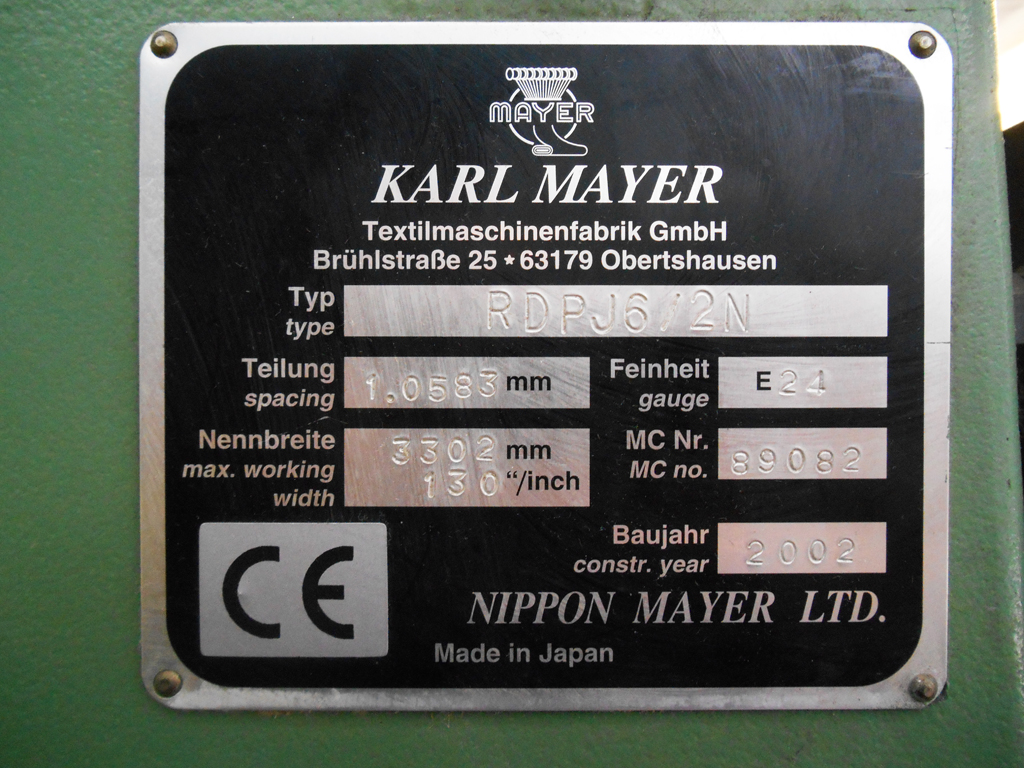 MAYER
KARL MAYER
Textilmaschinenfabrik GmbH
Brühlstraße 25 * 63179 Obertshausen
Typ
type RDPJ6/2N
Teilung
spacing 1.0583 mm
Feinheit
gauge E24
Nennbreite
max. working
width
3302 mm
130 “/inch
MC Nr.
MC no. 89082
Baujahr
constr. year 2002
CE
NIPPON MAYER LTD.
Made in Japan